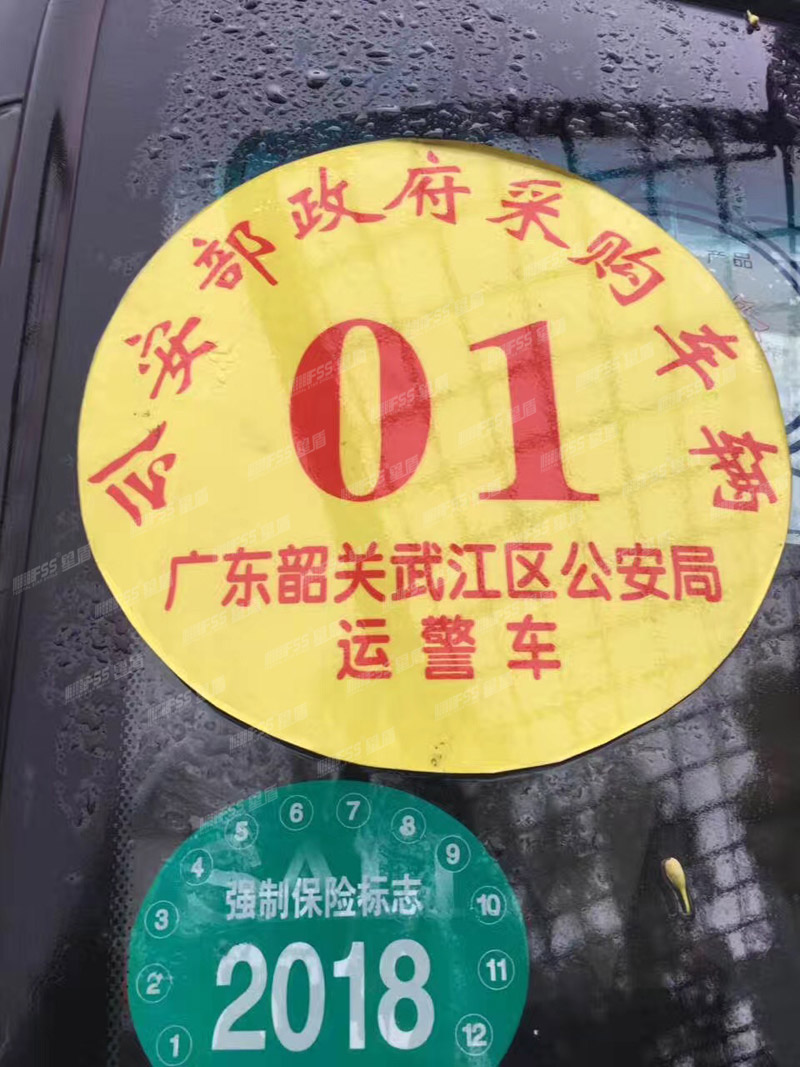 公安部政府采购车辆
01
广东韶关武江区公安局
运警车
产品
1 2 3 4 5 6 7 8 9 10 11 12
强制保险标志
2018